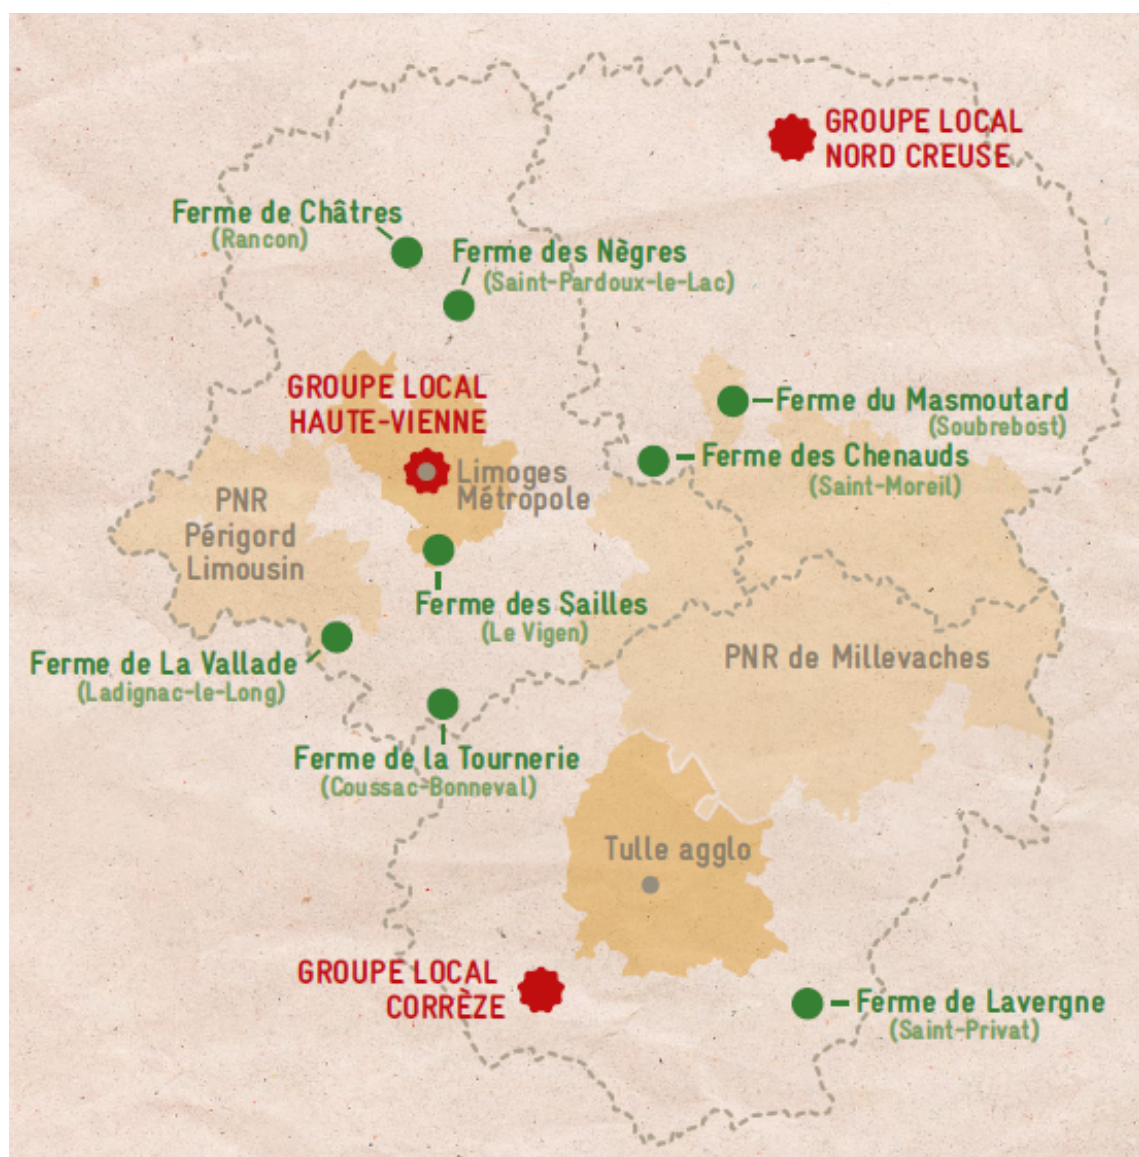 GROUPE LOCAL
NORD CREUSE
Ferme de Châtres
(Rancon)
Ferme des Nègres
(Saint-Pardoux-le-Lac)
GROUPE LOCAL
HAUTE-VIENNE
Ferme du Masmoutard
(Soubrebost)
Ferme des Chenauds
(Saint-Moreil)
Limoges
Métropole
PNR
Périgord
Limousin
Ferme des Sailles
(Le Vigen)
Ferme de La Vallade
(Ladignac-le-Long)
PNR de Millevaches
Ferme de la Tournerie
(Coussac-Bonneval)
Tulle agglo
GROUPE LOCAL
CORRÈZE
Ferme de Lavergne
(Saint-Privat)